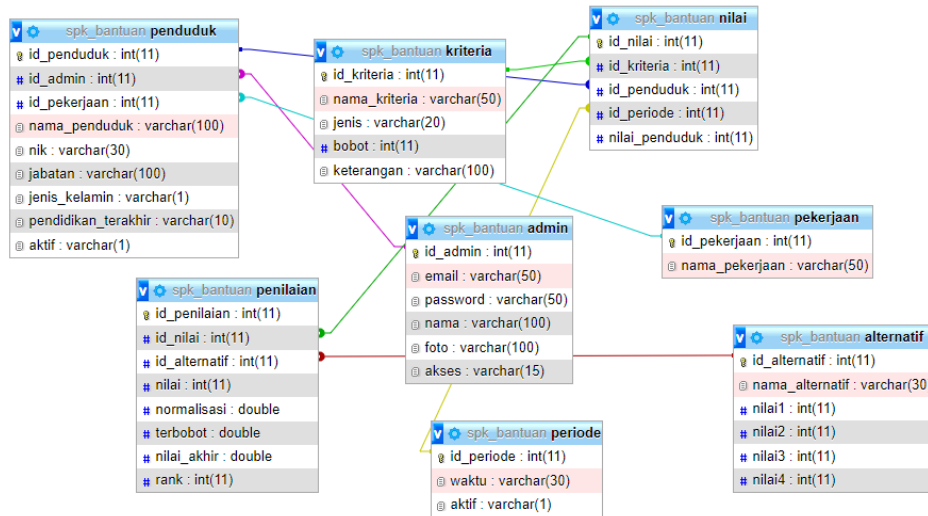 spk_bantuan penduduk
id_penduduk : int(11)
id_admin : int(11)
id_pekerjaan : int(11)
nama_penduduk : varchar(100)
nik : varchar(30)
jabatan : varchar(100)
jenis_kelamin : varchar(1)
pendidikan_terakhir : varchar(10)
aktif : varchar(1)
spk_bantuan kriteria
id_kriteria : int(11)
nama_kriteria : varchar(50)
jenis : varchar(20)
bobot : int(11)
keterangan : varchar(100)
spk_bantuan nilai
id_nilai : int(11)
id_kriteria : int(11)
id_penduduk : int(11)
id_periode : int(11)
nilai_penduduk : int(11)
spk_bantuan pekerjaan
id_pekerjaan : int(11)
nama_pekerjaan : varchar(50)
spk_bantuan admin
id_admin : int(11)
email : varchar(50)
password : varchar(50)
nama : varchar(100)
foto : varchar(100)
akses : varchar(15)
spk_bantuan penilaian
id_penilaian : int(11)
id_nilai : int(11)
id_alternatif : int(11)
nilai : int(11)
normalisasi : double
terbobot : double
nilai_akhir : double
rank : int(11)
spk_bantuan alternatif
id_alternatif : int(11)
nama_alternatif : varchar(30
nilai1 : int(11)
nilai2 : int(11)
nilai3 : int(11)
nilai4 : int(11)
spk_bantuan periode
id_periode : int(11)
waktu : varchar(30)
aktif : varchar(1)